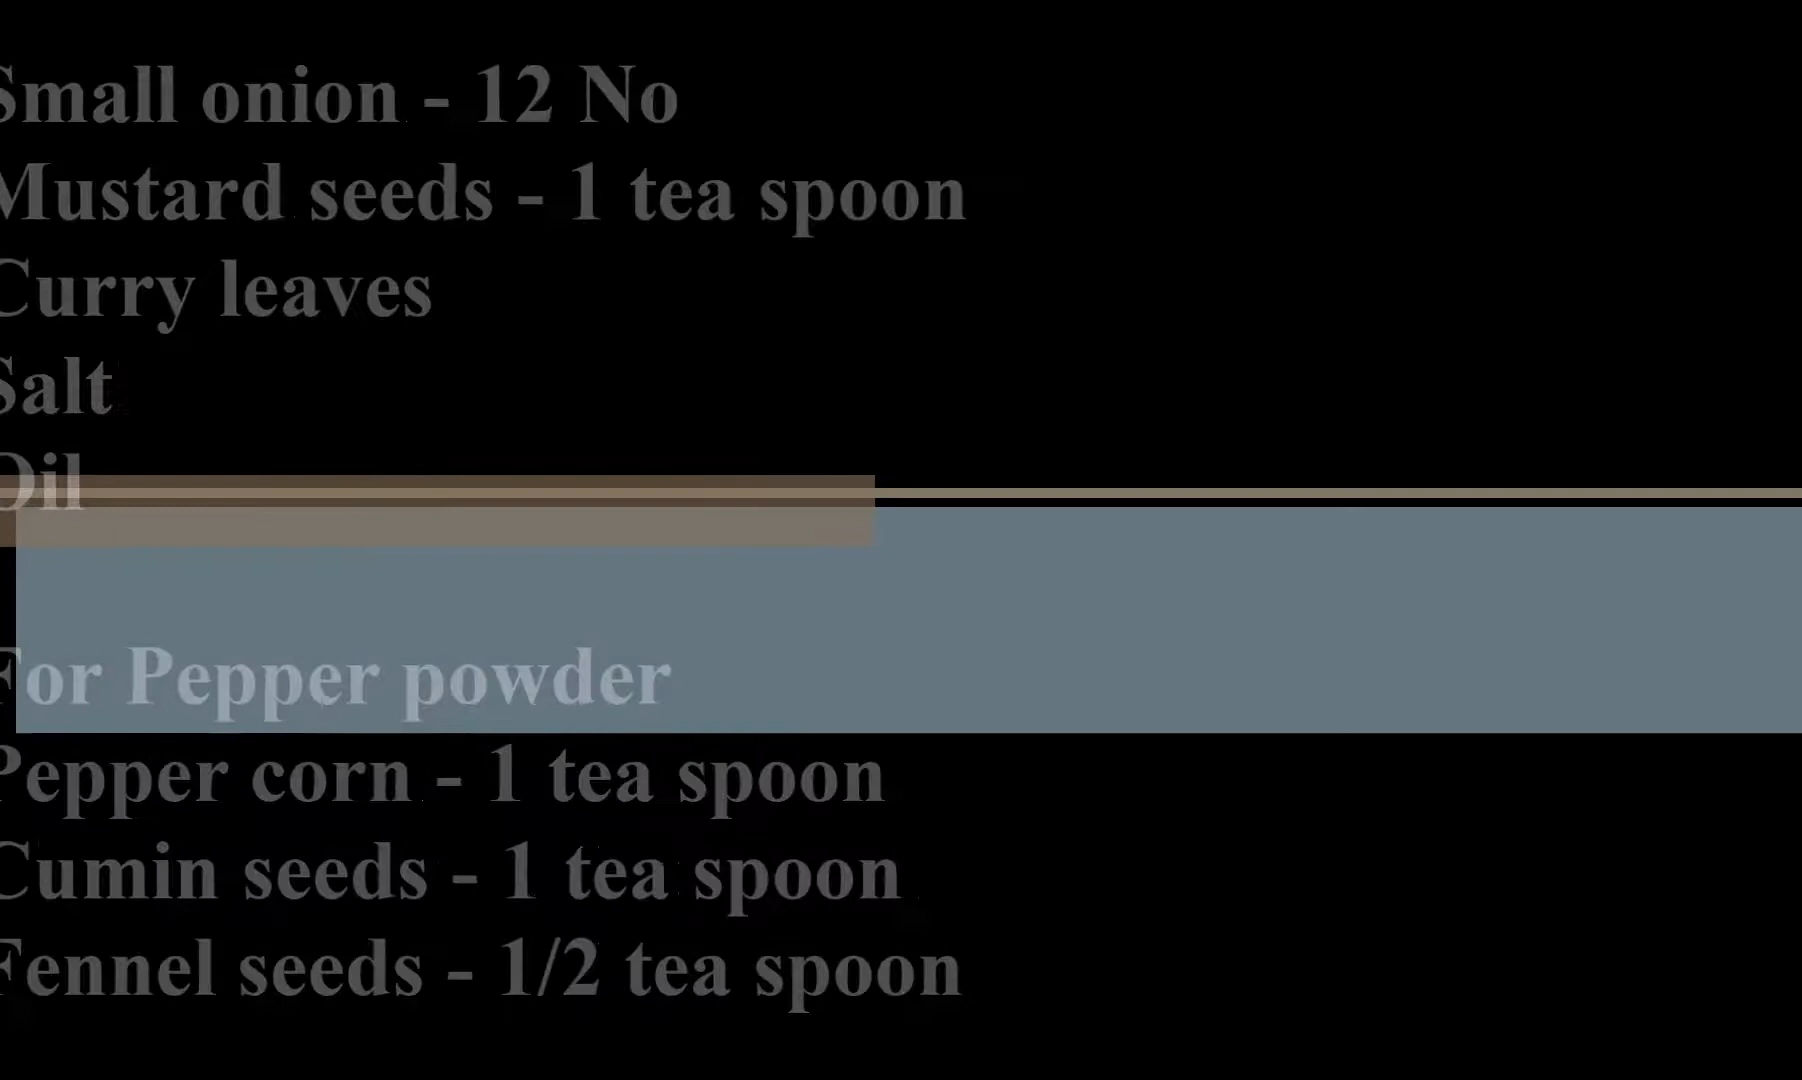 Small onion - 12 No
Mustard seeds - 1 tea spoon
Curry leaves
Salt
Oil
For Pepper powder
Pepper corn - 1 tea spoon
Cumin seeds - 1 tea spoon
Fennel seeds - 1/2 tea spoon